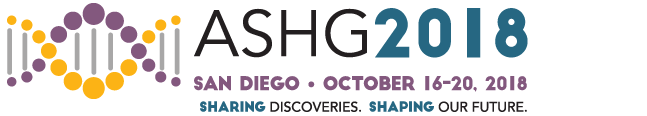 ASHG2018
SAN DIEGO • OCTOBER 16-20, 2018
SHARING DISCOVERIES. SHAPING OUR FUTURE.